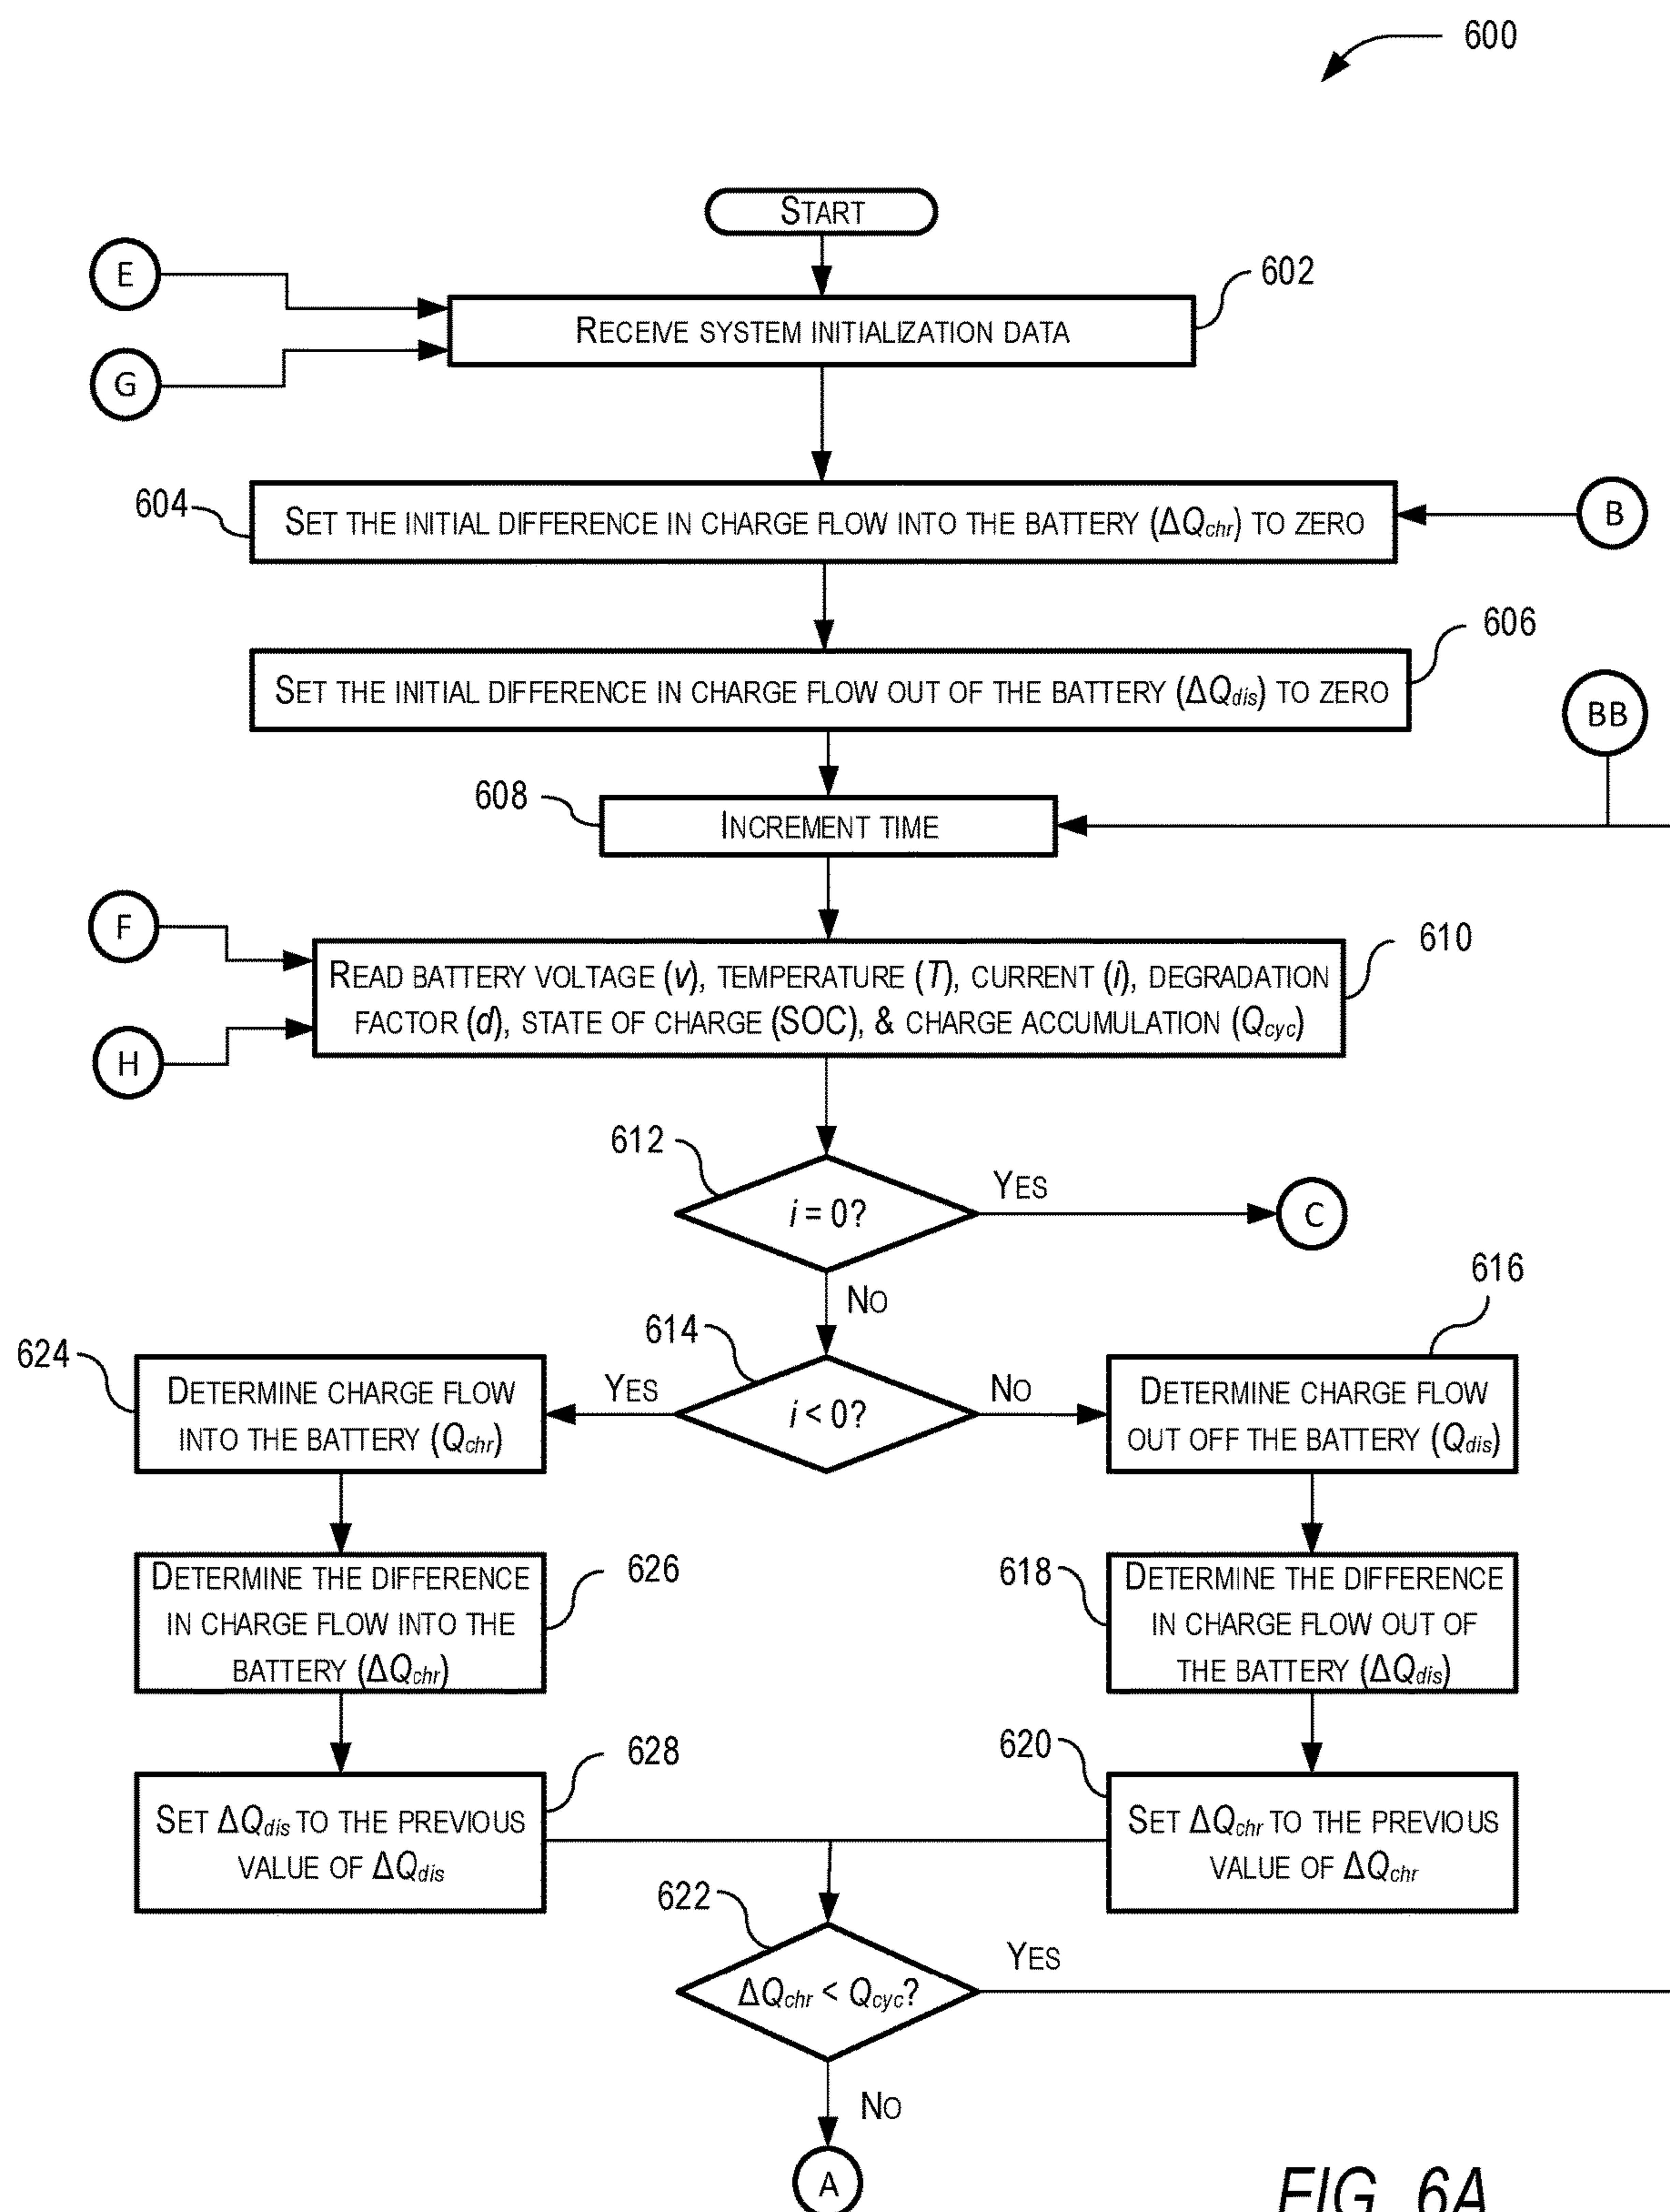 600
START
E
602
RECEIVE SYSTEM INITIALIZATION DATA
G
604
SET THE INITIAL DIFFERENCE IN CHARGE FLOW INTO THE BATTERY (ΔQchr) TO ZERO
B
606
SET THE INITIAL DIFFERENCE IN CHARGE FLOW OUT OF THE BATTERY (ΔQdis) TO ZERO
BB
608
INCREMENT TIME
F
610
READ BATTERY VOLTAGE (v), TEMPERATURE (T), CURRENT (i), DEGRADATION
FACTOR (d), STATE OF CHARGE (SOC), & CHARGE ACCUMULATION (Qcyc)
H
612
i = 0?
YES
C
NO
614
i < 0?
YES
NO
624
DETERMINE CHARGE FLOW
INTO THE BATTERY (Qchr)
616
DETERMINE CHARGE FLOW
OUT OFF THE BATTERY (Qdis)
626
DETERMINE THE DIFFERENCE
IN CHARGE FLOW INTO THE
BATTERY (ΔQchr)
618
DETERMINE THE DIFFERENCE
IN CHARGE FLOW OUT OF
THE BATTERY (ΔQdis)
628
SET ΔQdis TO THE PREVIOUS
VALUE OF ΔQdis
620
SET ΔQchr TO THE PREVIOUS
VALUE OF ΔQchr
622
ΔQchr < Qcyc?
YES
NO
A
FIG. 6A